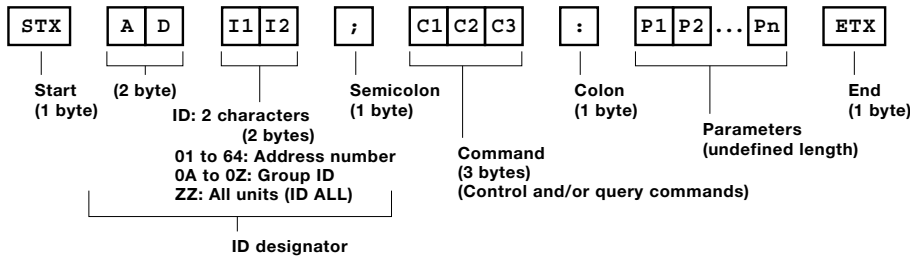 STX A D I1 I2 ; C1 C2 C3 : P1 P2 ... Pn ETX
Start
(1 byte)
(2 byte)
ID: 2 characters
(2 bytes)
01 to 64: Address number
0A to 0Z: Group ID
ZZ: All units (ID ALL)
ID designator
Semicolon
(1 byte)
Command
(3 bytes)
(Control and/or query commands)
Colon
(1 byte)
Parameters
(undefined length)
End
(1 byte)